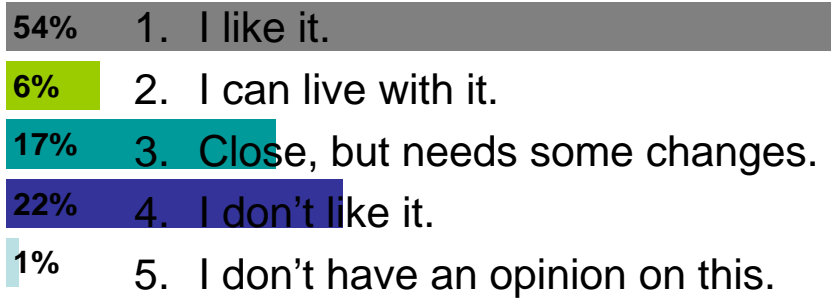 54% 1. I like it.
6% 2. I can live with it.
17% 3. Close, but needs some changes.
22% 4. I don’t like it.
1% 5. I don’t have an opinion on this.